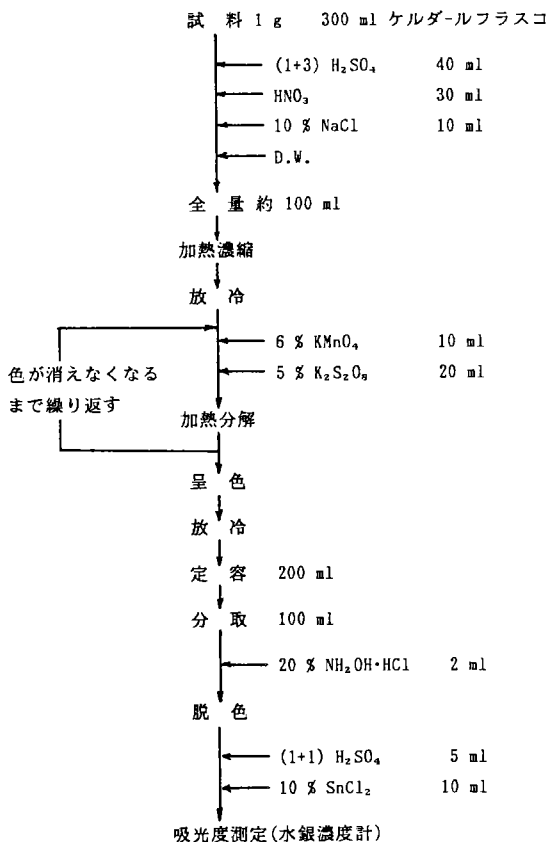 試料 1 g 300 ml ケルダールフラスコ
(1+3) H₂SO₄ 40 ml
HNO₃ 30 ml
10 % NaCl 10 ml
D.W.
全量約 100 ml
加熱濃縮
放冷
6 % KMnO₄ 10 ml
5 % K₂S₂O₈ 20 ml
色が消えなくなる
まで繰り返す
加熱分解
呈色
放冷
定容 200 ml
分取 100 ml
20 % NH₂OH·HCl 2 ml
脱色
(1+1) H₂SO₄ 5 ml
10 % SnCl₂ 10 ml
吸光度測定(水銀濃度計)